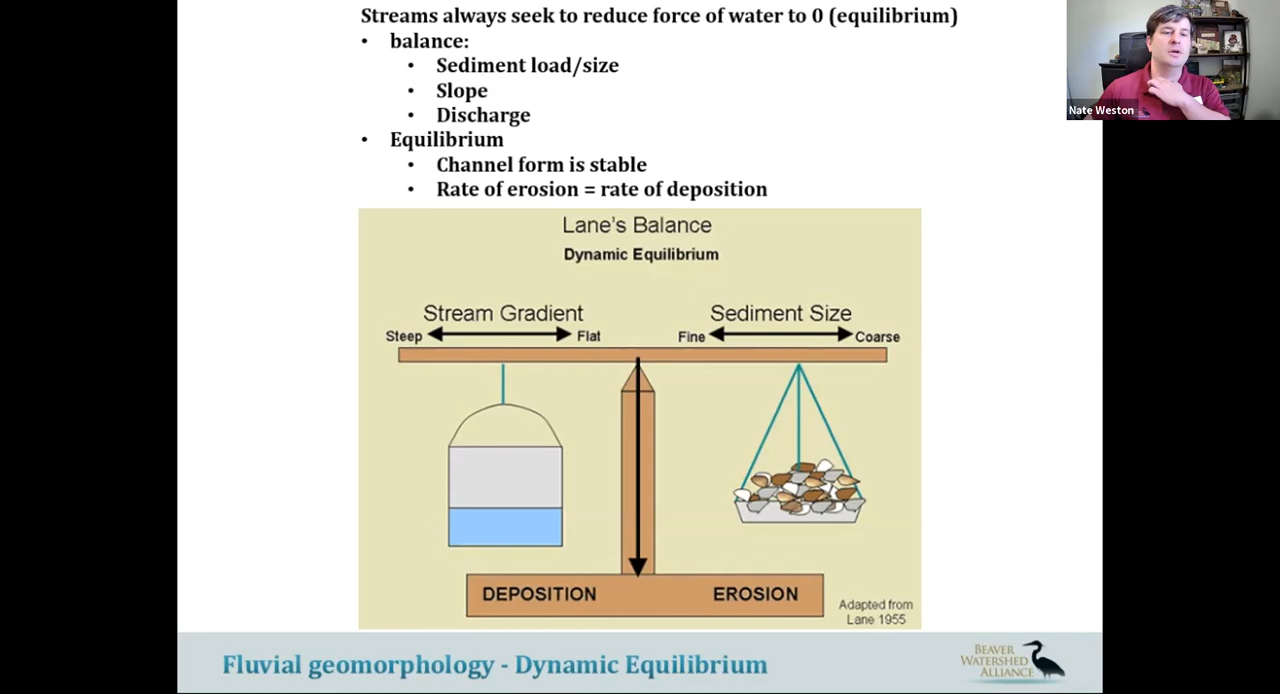 Streams always seek to reduce force of water to 0 (equilibrium)
• balance:
• Sediment load/size
• Slope
• Discharge
• Equilibrium
• Channel form is stable
• Rate of erosion = rate of deposition
Nate Weston
Lane's Balance
Dynamic Equilibrium
Stream Gradient
Sediment Size
Steep
Flat
Fine
Coarse
DEPOSITION
EROSION
Adapted from
Lane 1955
Fluvial geomorphology - Dynamic Equilibrium
BEAVER
WATERSHED
ALLIANCE